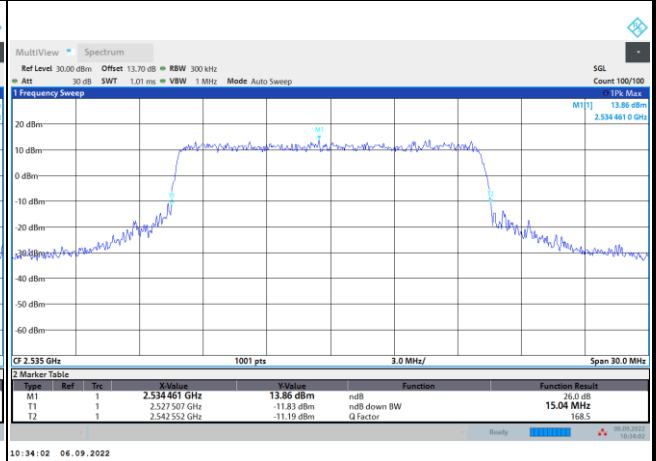 MultiView Spectrum
Ref Level 30.00 dBm Offset 13.70 dB RBW 300 kHz SGL
Att 30 dB SWT 1.01 ms VBW 1 MHz Mode Auto Sweep Count 100/100
1 Frequency Sweep 1Pk Max
M1[1] 13.86 dBm
2.534 461 0 GHz
M1
20 dBm
10 dBm
0 dBm
-10 dBm
-20 dBm
-30 dBm
-40 dBm
-50 dBm
-60 dBm
CF 2.535 GHz 1001 pts 3.0 MHz/ Span 30.0 MHz
2 Marker Table
Type Ref Trc X-Value Y-Value Function Function Result
M1 1 2.534 461 GHz 13.86 dBm ndB 26.0 dB
T1 1 2.527 507 GHz -11.83 dBm ndB down BW 15.04 MHz
T2 1 2.542 552 GHz -11.19 dBm Q Factor 168.5
Ready 06.09.2022
10:34:02
10:34:02 06.09.2022